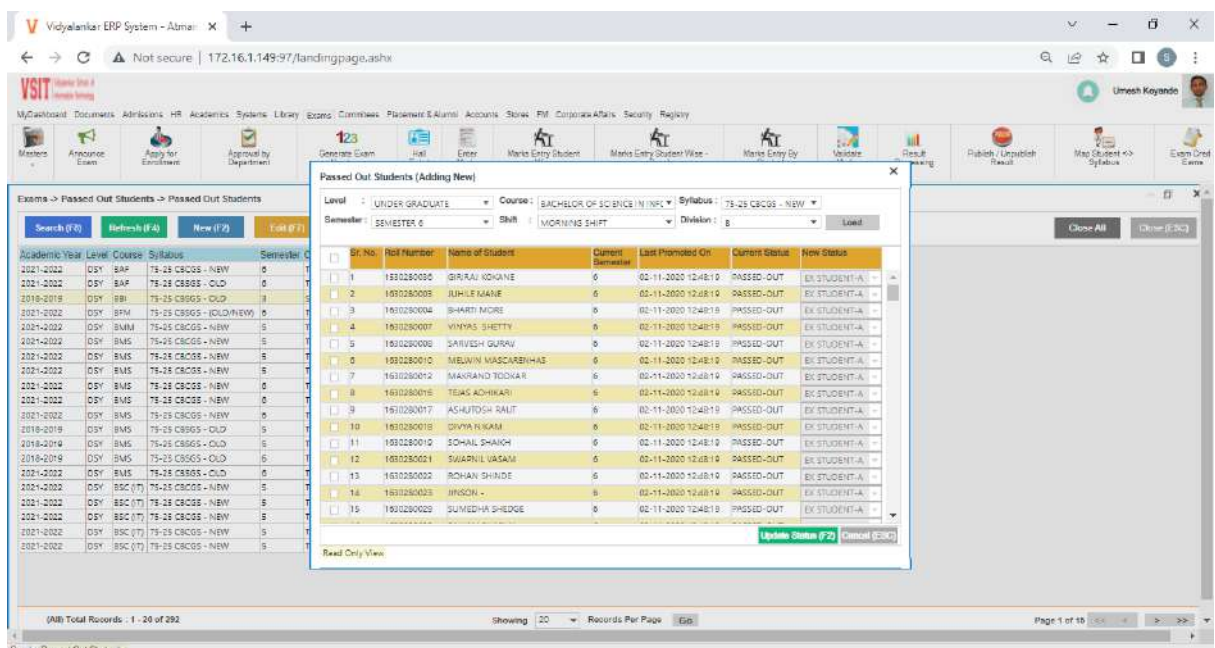 Vidyalankar ERP System - Atmar
Not secure | 172.16.1.149:97/landingpage.ashx
VSIT
Umesh Koyande
MyDashboard Documents Admissions HR Academics Systems Library Exams Committees Placement & Alumni Accounts Stores FM Corporate Affairs Security Registry
Masters
Announce Exam
Apply for Enrolment
Approval by Department
123
Generate Exam
Hall
Enter
Marks Entry Student
Marks Entry Student Wise -
Marks Entry By
Validate
Result
Publish / Unpublish Result
Map Student <> Syllabus
Exam Cred
Exams -> Passed Out Students -> Passed Out Students
Search (F3) Refresh (F4) New (F2) Edit (F7)
Close All Close (ESC)
Academic Year Level Course Syllabus Semester
2021-2022 DSY BAF 75-25 CBCGS - NEW 6
2021-2022 DSY BAF 75-25 CBSGS - OLD 6
2018-2019 DSY BBI 75-25 CBSGS - OLD
2021-2022 DSY BFM 75-25 CBSGS - (OLD/NEW) 6
2021-2022 DSY BMM 75-25 CBCGS - NEW 5
2021-2022 DSY BMS 75-25 CBCGS - NEW 5
2021-2022 DSY BMS 75-25 CBCGS - NEW 5
2021-2022 DSY BMS 75-25 CBCGS - NEW 6
2021-2022 DSY BMS 75-25 CBCGS - NEW 6
2021-2022 DSY BMS 75-25 CBCGS - NEW 6
2018-2019 DSY BMS 75-25 CBSGS - OLD 5
2018-2019 DSY BMS 75-25 CBSGS - OLD 5
2018-2019 DSY BMS 75-25 CBSGS - OLD 5
2021-2022 DSY BMS 75-25 CBSGS - OLD 6
2021-2022 DSY BSC (IT) 75-25 CBCGS - NEW 5
2021-2022 DSY BSC (IT) 75-25 CBCGS - NEW 5
2021-2022 DSY BSC (IT) 75-25 CBCGS - NEW 5
2021-2022 DSY BSC (IT) 75-25 CBCGS - NEW 5
2021-2022 DSY BSC (IT) 75-25 CBCGS - NEW 5
Passed Out Students (Adding New)
Level : UNDER GRADUATE Course : BACHELOR OF SCIENCE IN INFC Syllabus : 75-25 CBCGS - NEW
Semester : SEMESTER 6 Shift : MORNING SHIFT Division : B Load
Sr. No. Roll Number Name of Student Current Semester Last Promoted On Current Status New Status
1 GIRIRAJ KOKANE 6 02-11-2020 12:48:19 PASSED-OUT EX STUDENT-A
2 1630280003 JUHILE MANE 6 02-11-2020 12:48:19 PASSED-OUT EX STUDENT-A
3 1630280004 BHARTI MORE 6 02-11-2020 12:48:19 PASSED-OUT EX STUDENT-A
4 1630280007 VINYAS SHETTY 6 02-11-2020 12:48:19 PASSED-OUT EX STUDENT-A
5 1630280008 SARVESH GURAV 6 02-11-2020 12:48:19 PASSED-OUT EX STUDENT-A
6 1630280010 MELWIN MASCARENHAS 6 02-11-2020 12:48:19 PASSED-OUT EX STUDENT-A
7 1630280012 MAKRAND TODKAR 6 02-11-2020 12:48:19 PASSED-OUT EX STUDENT-A
8 1630280016 TEJAS ADHIKARI 6 02-11-2020 12:48:19 PASSED-OUT EX STUDENT-A
9 1630280017 ASHUTOSH RAUT 6 02-11-2020 12:48:19 PASSED-OUT EX STUDENT-A
10 1630280018 DIVYA NIKAM 6 02-11-2020 12:48:19 PASSED-OUT EX STUDENT-A
11 1630280019 SOHAIL SHAIKH 6 02-11-2020 12:48:19 PASSED-OUT EX STUDENT-A
12 1630280021 SWAPNIL VASAM 6 02-11-2020 12:48:19 PASSED-OUT EX STUDENT-A
13 1630280022 ROHAN SHINDE 6 02-11-2020 12:48:19 PASSED-OUT EX STUDENT-A
14 1630280023 JINSON - 6 02-11-2020 12:48:19 PASSED-OUT EX STUDENT-A
15 1630280029 SUMEDHA SHEDGE 6 02-11-2020 12:48:19 PASSED-OUT EX STUDENT-A
Update Status (F2) Cancel (ESC)
Read Only View
(All) Total Records : 1 - 20 of 292
Showing 20 Records Per Page Go
Page 1 of 15 << < > >>